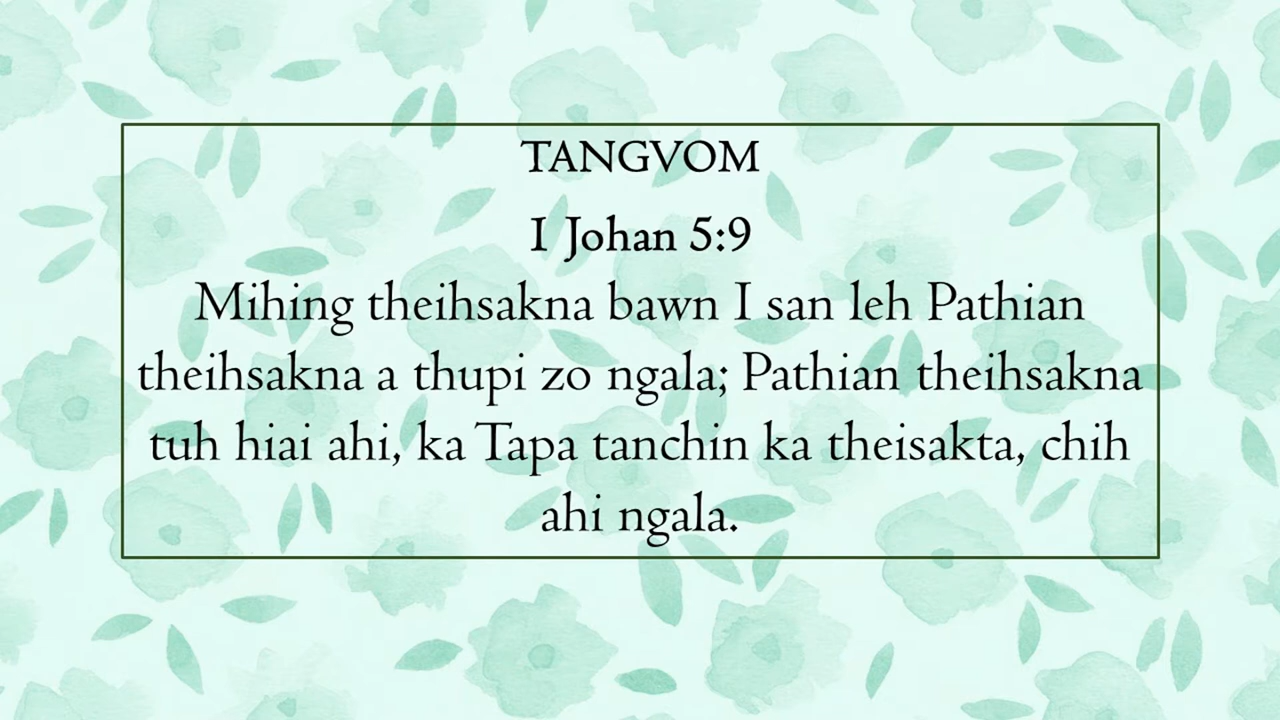 TANGVOM
I Johan 5:9
Mihing theihsakna bawn I san leh Pathian
theihsakna a thupi zo ngala; Pathian theihsakna
tuh hiai ahi, ka Tapa tanchin ka theisakta, chih
ahi ngala.